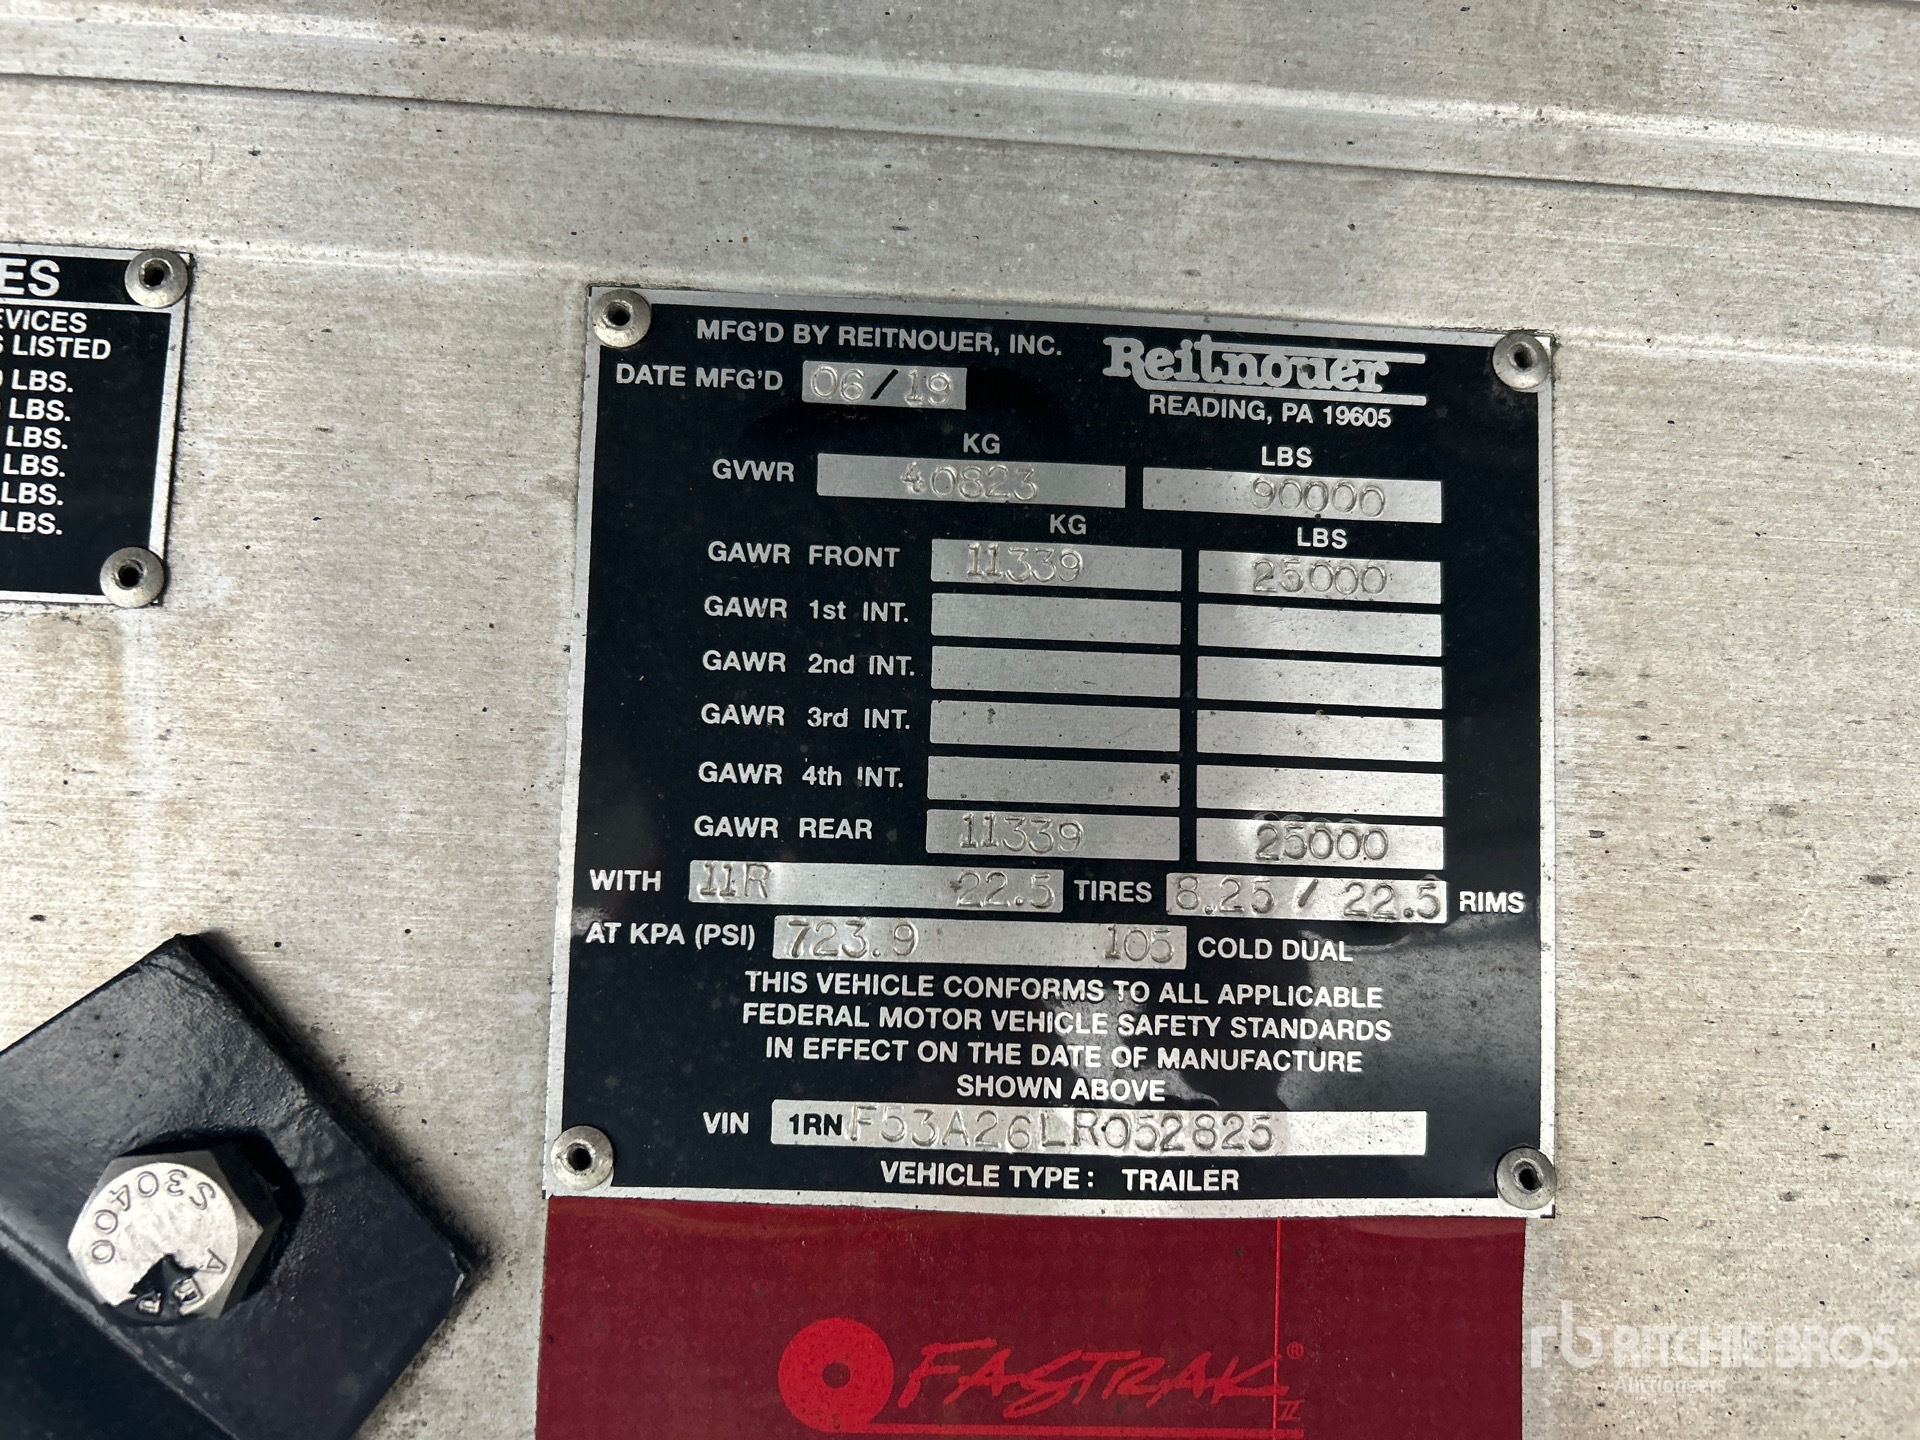 ES
EVICES
S LISTED
0 LBS.
LBS.
LBS.
LBS.
LBS.
LBS.
MFG'D BY REITNOUER, INC.
Reitnouer
DATE MFG'D 06/19
READING, PA 19605
KG LBS
GVWR 40823 90000
KG LBS
GAWR FRONT 11339 25000
GAWR 1st INT.
GAWR 2nd INT.
GAWR 3rd INT.
GAWR 4th INT.
GAWR REAR 11339 25000
WITH 11R 22.5 TIRES 8.25 / 22.5 RIMS
AT KPA (PSI) 723.9 105 COLD DUAL
THIS VEHICLE CONFORMS TO ALL APPLICABLE
FEDERAL MOTOR VEHICLE SAFETY STANDARDS
IN EFFECT ON THE DATE OF MANUFACTURE
SHOWN ABOVE
VIN 1RNF53A26LR052825
VEHICLE TYPE: TRAILER
S30400
FASTRAK®
II
rb RITCHIE BROS.
Auctioneers